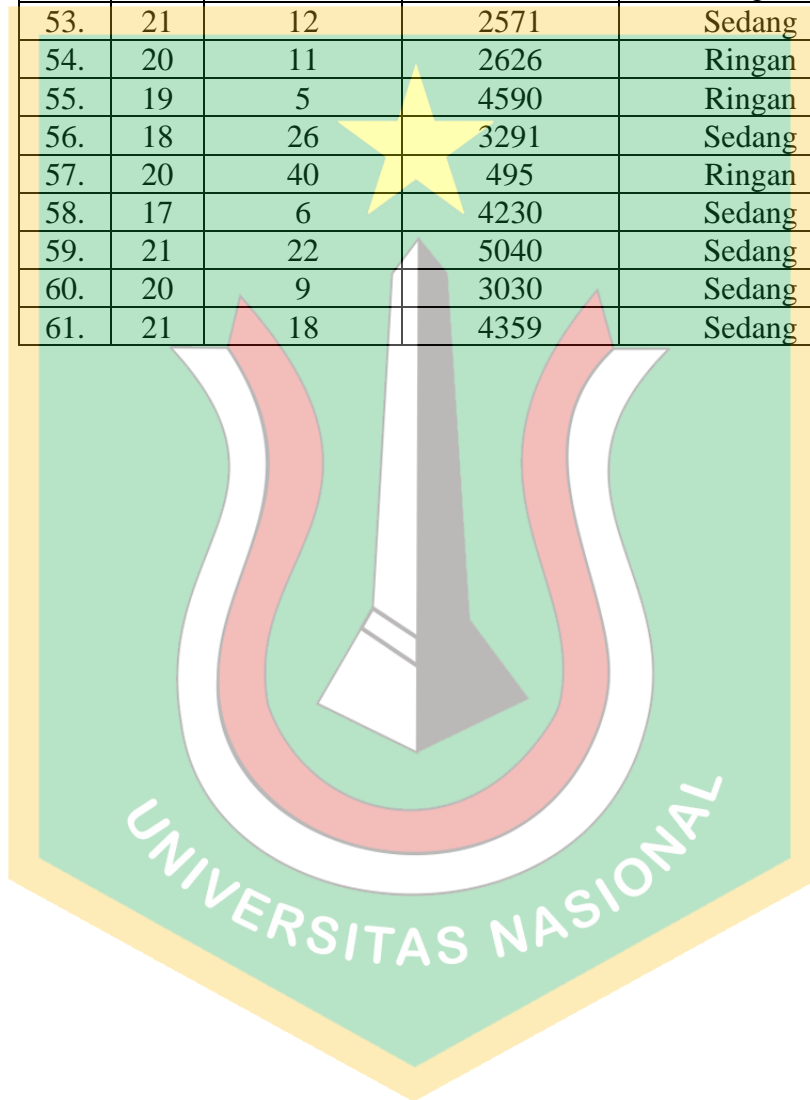 53. 21 12 2571 Sedang
54. 20 11 2626 Ringan
55. 19 5 4590 Ringan
56. 18 26 3291 Sedang
57. 20 40 495 Ringan
58. 17 6 4230 Sedang
59. 21 22 5040 Sedang
60. 20 9 3030 Sedang
61. 21 18 4359 Sedang
UNIVERSITAS NASIONAL